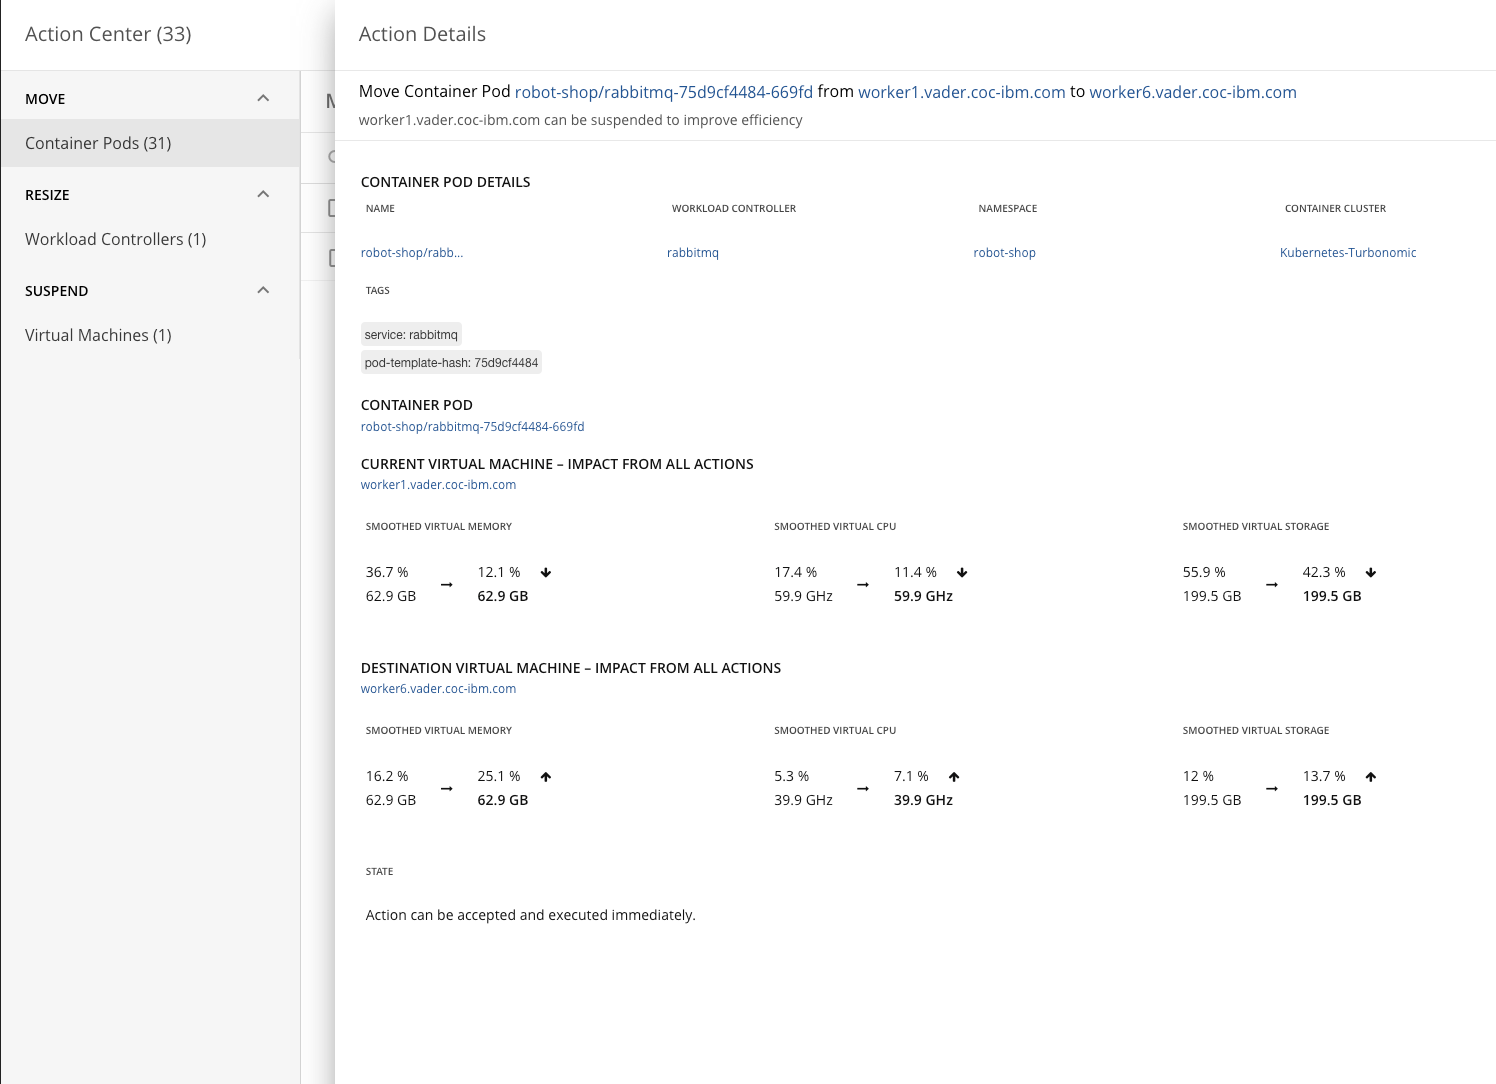 Action Center (33)
Action Details
MOVE
Container Pods (31)
RESIZE
Workload Controllers (1)
SUSPEND
Virtual Machines (1)
Move Container Pod robot-shop/rabbitmq-75d9cf4484-669fd from worker1.vader.coc-ibm.com to worker6.vader.coc-ibm.com
worker1.vader.coc-ibm.com can be suspended to improve efficiency
CONTAINER POD DETAILS
NAME WORKLOAD CONTROLLER NAMESPACE CONTAINER CLUSTER
robot-shop/rabb... rabbitmq robot-shop Kubernetes-Turbonomic
TAGS
service: rabbitmq
pod-template-hash: 75d9cf4484
CONTAINER POD
robot-shop/rabbitmq-75d9cf4484-669fd
CURRENT VIRTUAL MACHINE – IMPACT FROM ALL ACTIONS
worker1.vader.coc-ibm.com
SMOOTHED VIRTUAL MEMORY SMOOTHED VIRTUAL CPU SMOOTHED VIRTUAL STORAGE
36.7 % → 12.1 % ↓ 17.4 % → 11.4 % ↓ 55.9 % → 42.3 % ↓
62.9 GB 62.9 GB 59.9 GHz 59.9 GHz 199.5 GB 199.5 GB
DESTINATION VIRTUAL MACHINE – IMPACT FROM ALL ACTIONS
worker6.vader.coc-ibm.com
SMOOTHED VIRTUAL MEMORY SMOOTHED VIRTUAL CPU SMOOTHED VIRTUAL STORAGE
16.2 % → 25.1 % ↑ 5.3 % → 7.1 % ↑ 12 % → 13.7 % ↑
62.9 GB 62.9 GB 39.9 GHz 39.9 GHz 199.5 GB 199.5 GB
STATE
Action can be accepted and executed immediately.